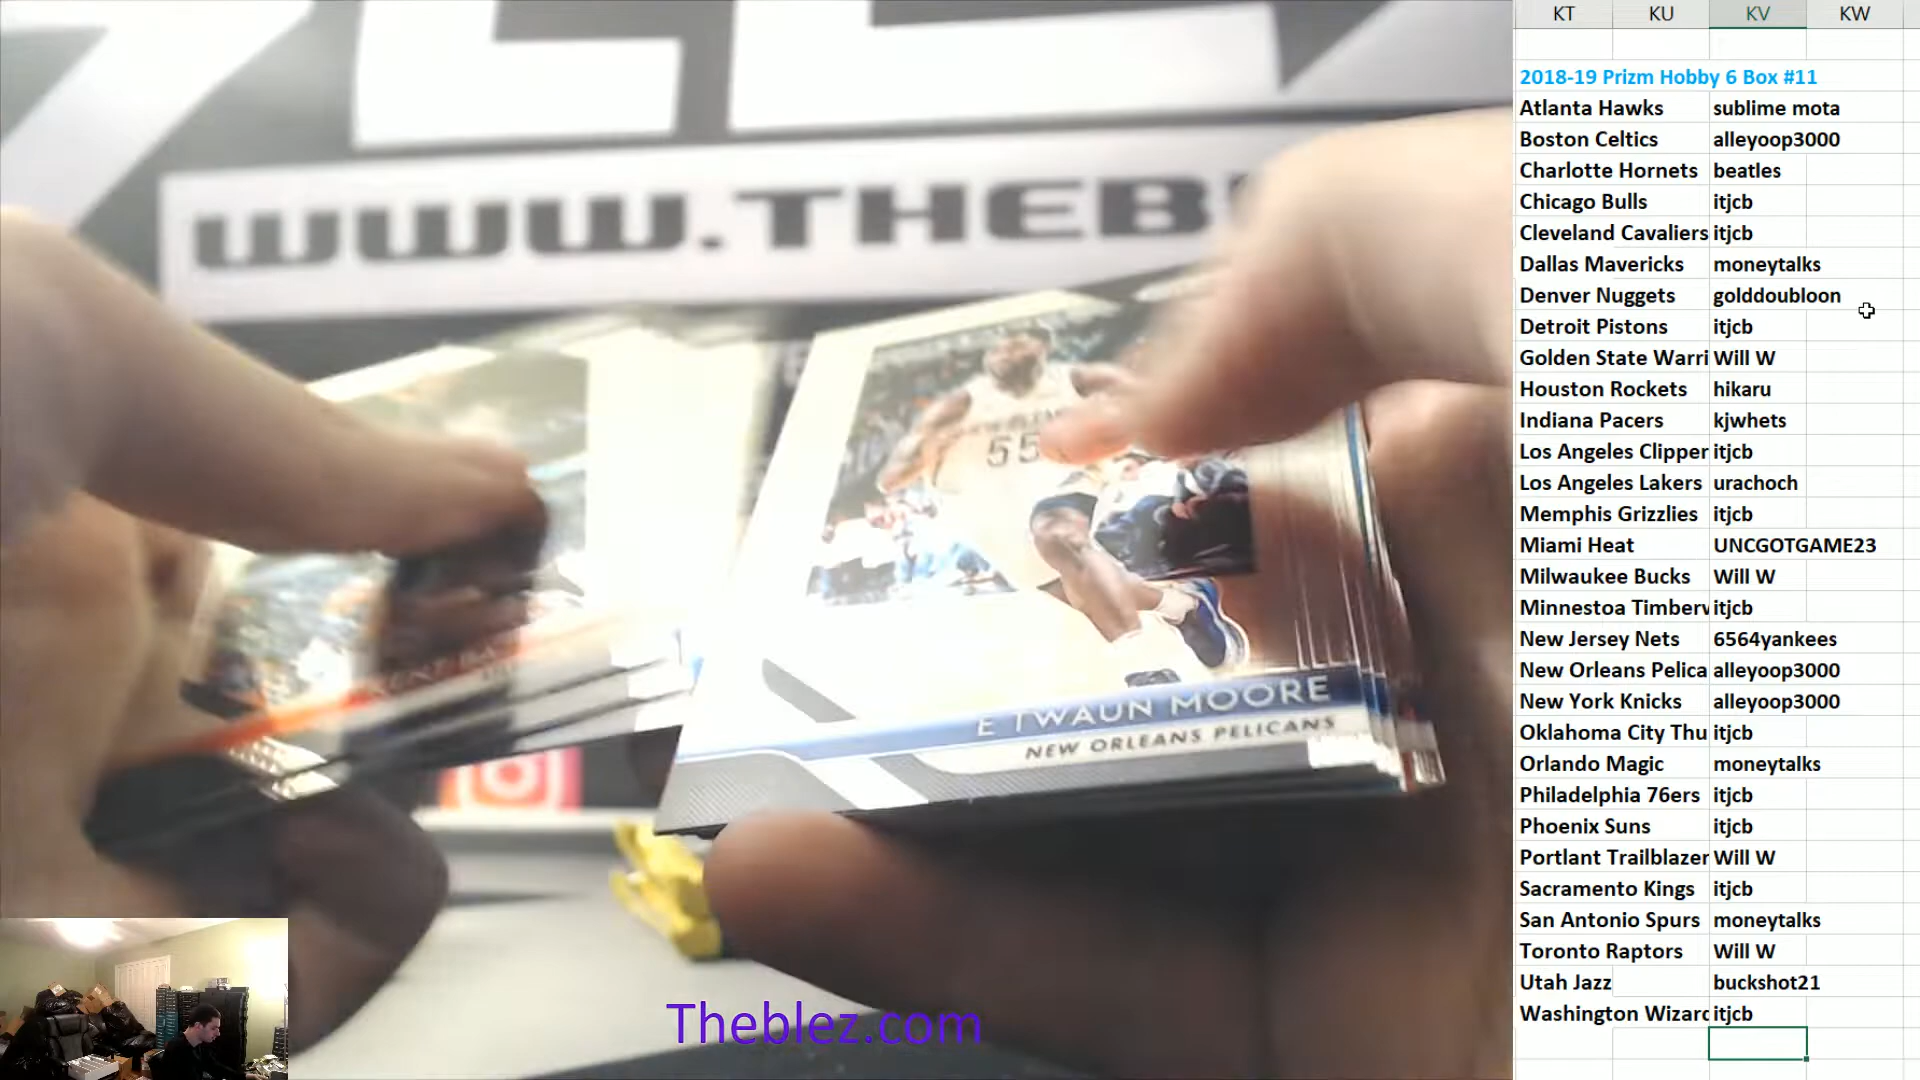 WWW.THEB
55
E TWAUN MOORE
NEW ORLEANS PELICANS
Theblez.com
KT KU KV KW
2018-19 Prizm Hobby 6 Box #11
Atlanta Hawks sublime mota
Boston Celtics alleyoop3000
Charlotte Hornets beatles
Chicago Bulls itjcb
Cleveland Cavaliers itjcb
Dallas Mavericks moneytalks
Denver Nuggets golddoubloon
Detroit Pistons itjcb
Golden State Warri Will W
Houston Rockets hikaru
Indiana Pacers kjwhets
Los Angeles Clipper itjcb
Los Angeles Lakers urachoch
Memphis Grizzlies itjcb
Miami Heat UNCGOTGAME23
Milwaukee Bucks Will W
Minnestoa Timberv itjcb
New Jersey Nets 6564yankees
New Orleans Pelica alleyoop3000
New York Knicks alleyoop3000
Oklahoma City Thu itjcb
Orlando Magic moneytalks
Philadelphia 76ers itjcb
Phoenix Suns itjcb
Portlant Trailblazer Will W
Sacramento Kings itjcb
San Antonio Spurs moneytalks
Toronto Raptors Will W
Utah Jazz buckshot21
Washington Wizard itjcb